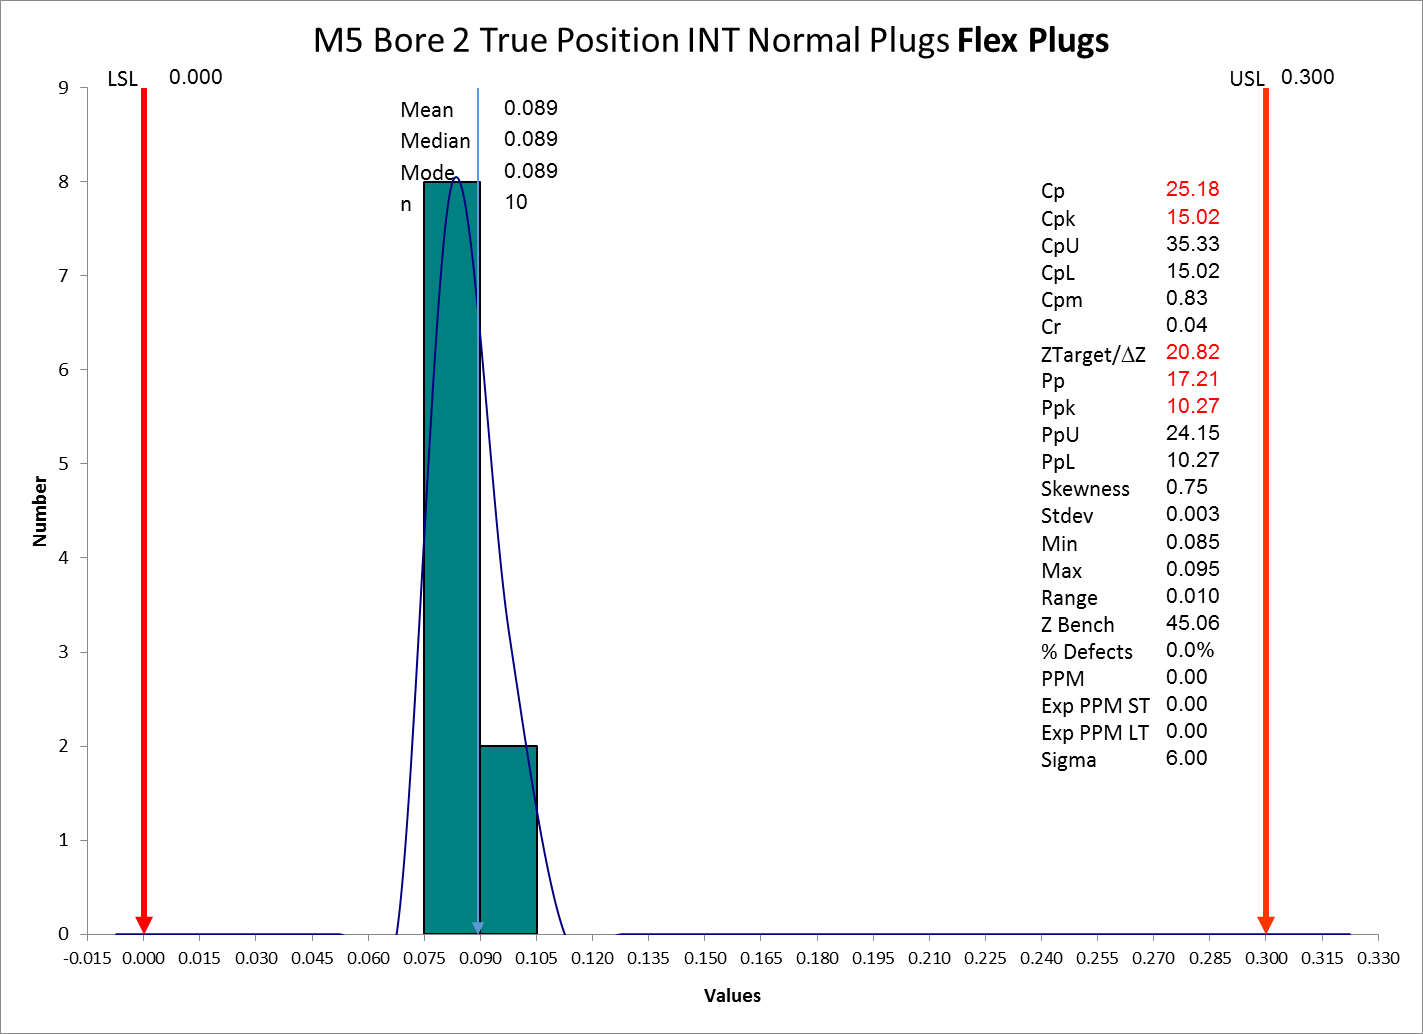 M5 Bore 2 True Position INT Normal Plugs Flex Plugs
LSL 0.000
USL 0.300
Mean 0.089
Median 0.089
Mode 0.089
n 10
Cp 25.18
Cpk 15.02
CpU 35.33
CpL 15.02
Cpm 0.83
Cr 0.04
ZTarget/ΔZ 20.82
Pp 17.21
Ppk 10.27
PpU 24.15
PpL 10.27
Skewness 0.75
Stdev 0.003
Min 0.085
Max 0.095
Range 0.010
Z Bench 45.06
% Defects 0.0%
PPM 0.00
Exp PPM ST 0.00
Exp PPM LT 0.00
Sigma 6.00
Number
9
8
7
6
5
4
3
2
1
0
-0.015 0.000 0.015 0.030 0.045 0.060 0.075 0.090 0.105 0.120 0.135 0.150 0.165 0.180 0.195 0.210 0.225 0.240 0.255 0.270 0.285 0.300 0.315 0.330
Values